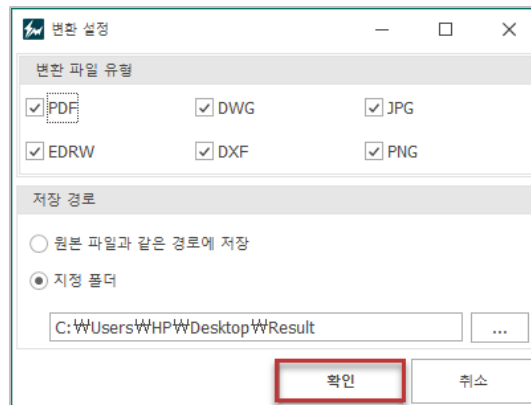 변환 설정
변환 파일 유형
PDF DWG JPG
EDRW DXF PNG
저장 경로
원본 파일과 같은 경로에 저장
지정 폴더
C:₩Users₩HP₩Desktop₩Result ...
확인 취소